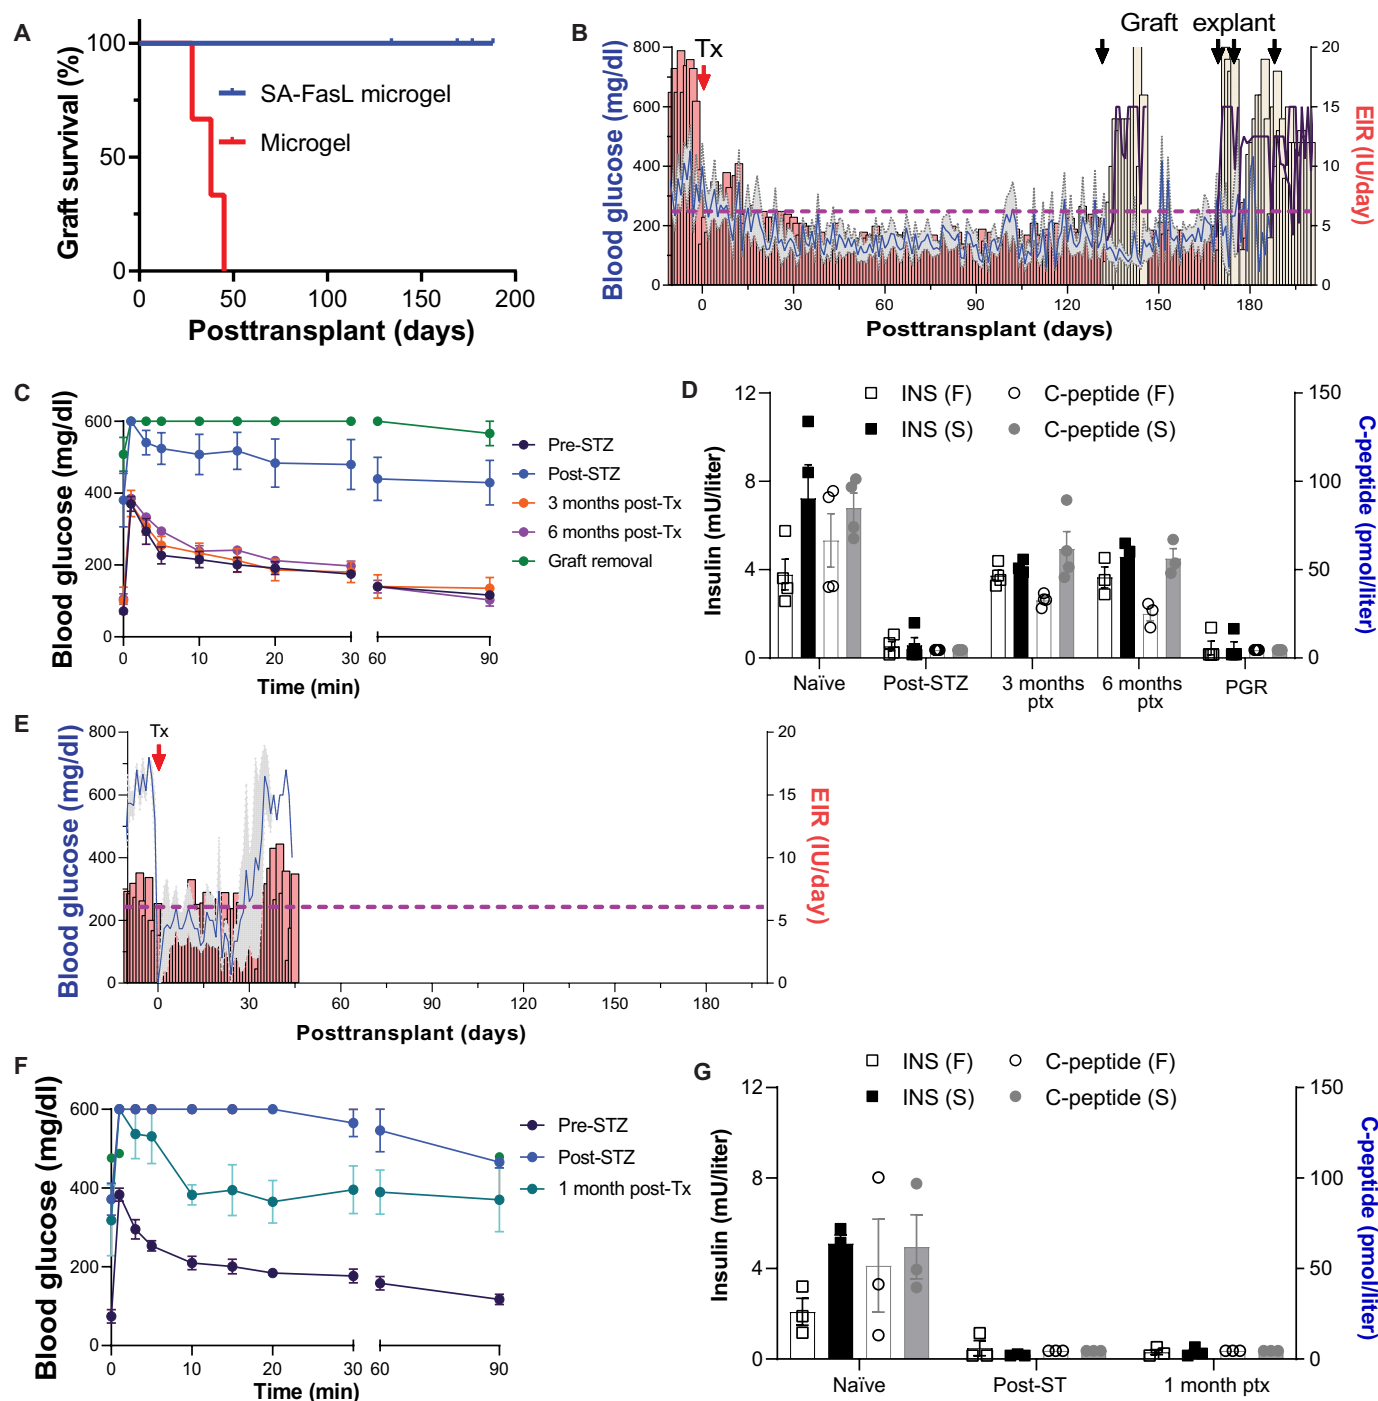 A
100
50
0
Graft survival (%)
SA-FasL microgel
Microgel
0 50 100 150 200
Posttransplant (days)
B
Graft explant
Tx
800
600
400
200
0
Blood glucose (mg/dl)
20
15
10
5
0
EIR (IU/day)
0 30 60 90 120 150 180
Posttransplant (days)
C
600
400
200
0
Blood glucose (mg/dl)
Pre-STZ
Post-STZ
3 months post-Tx
6 months post-Tx
Graft removal
0 10 20 30 60 90
Time (min)
D
INS (F) C-peptide (F)
INS (S) C-peptide (S)
12
8
4
0
Insulin (mU/liter)
150
100
50
0
C-peptide (pmol/liter)
Naïve Post-STZ 3 months 6 months PGR
ptx ptx
E
Tx
800
600
400
200
0
Blood glucose (mg/dl)
20
15
10
5
0
EIR (IU/day)
0 30 60 90 120 150 180
Posttransplant (days)
F
600
400
200
0
Blood glucose (mg/dl)
Pre-STZ
Post-STZ
1 month post-Tx
0 10 20 30 60 90
Time (min)
G
INS (F) C-peptide (F)
INS (S) C-peptide (S)
12
8
4
0
Insulin (mU/liter)
150
100
50
0
C-peptide (pmol/liter)
Naïve Post-ST 1 month ptx